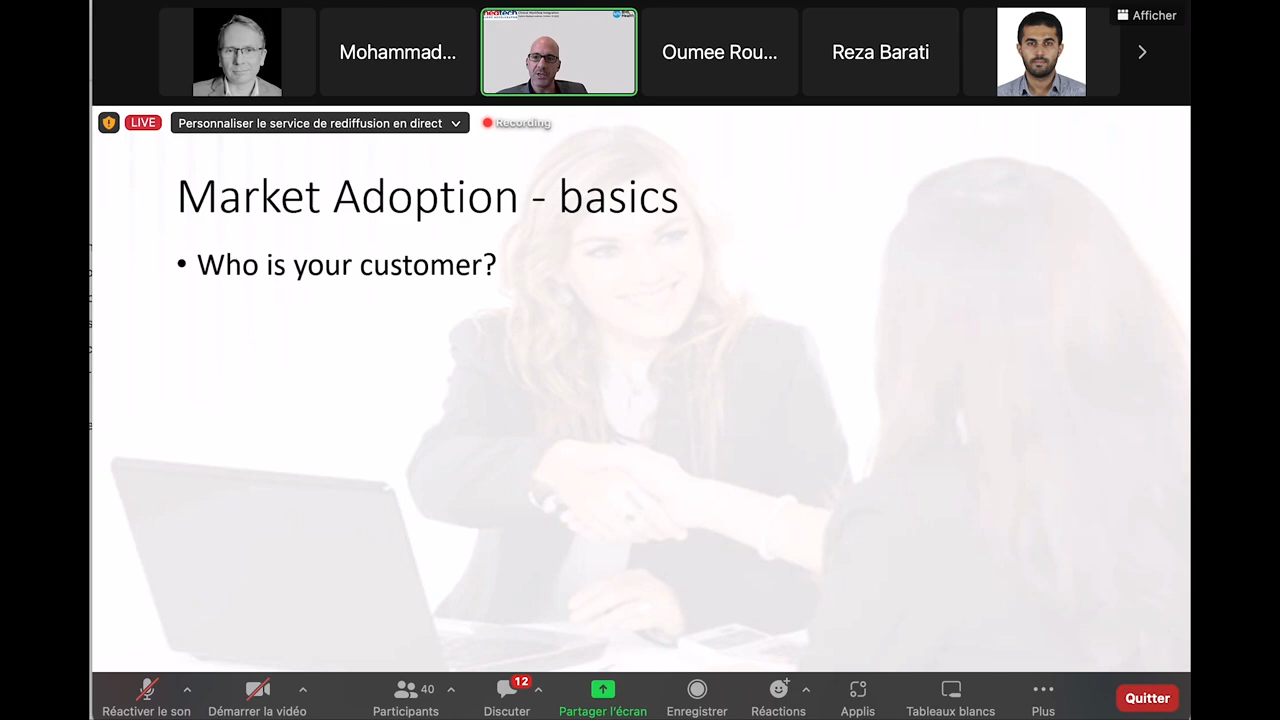 Afficher
Mohammad...
Oumee Rou...
Reza Barati
LIVE
Personnaliser le service de rediffusion en direct
Recording
Market Adoption - basics
• Who is your customer?
40
12
Réactiver le son
Démarrer la vidéo
Participants
Discuter
Partager l'écran
Enregistrer
Réactions
Applis
Tableaux blancs
Plus
Quitter